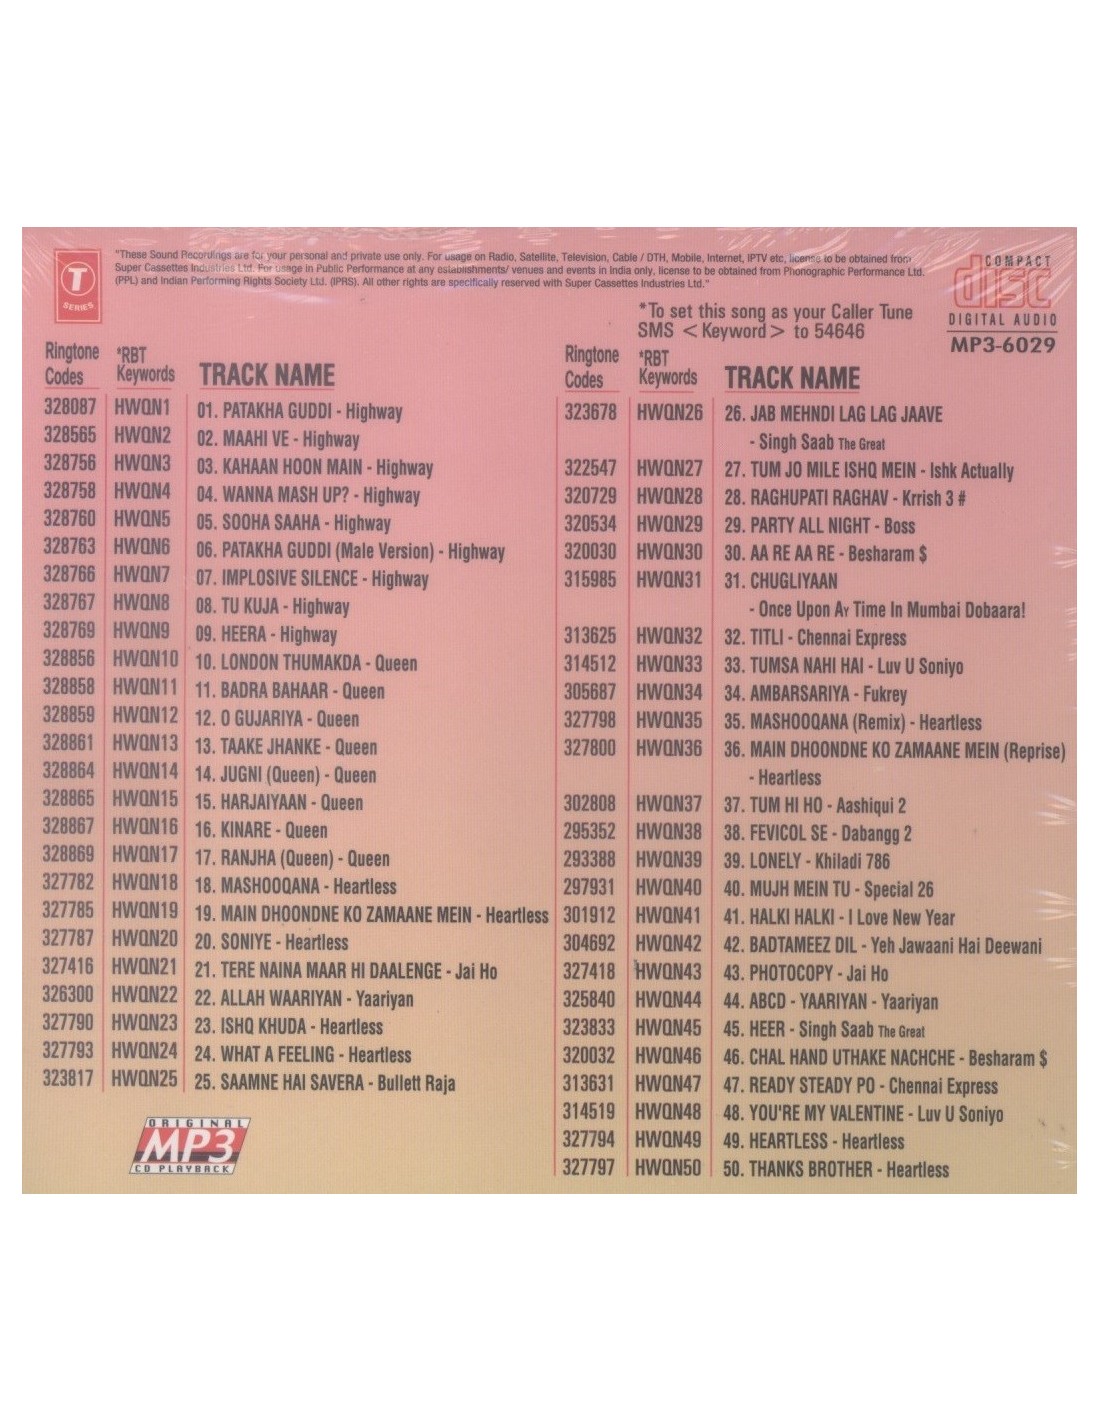 T
SERIES
"These Sound Recordings are for your personal and private use only. For usage on Radio, Satellite, Television, Cable / DTH, Mobile, Internet, IPTV etc, license to be obtained from
Super Cassettes Industries Ltd. For usage in Public Performance at any establishments/ venues and events in India only, license to be obtained from Phonographic Performance Ltd.
(PPL) and Indian Performing Rights Society Ltd. (IPRS). All other rights are specifically reserved with Super Cassettes Industries Ltd."
COMPACT
disc
DIGITAL AUDIO
MP3-6029
*To set this song as your Caller Tune
SMS <Keyword> to 54646
Ringtone Codes *RBT Keywords TRACK NAME
328087 HWQN1 01. PATAKHA GUDDI - Highway
328565 HWQN2 02. MAAHI VE - Highway
328756 HWQN3 03. KAHAAN HOON MAIN - Highway
328758 HWQN4 04. WANNA MASH UP? - Highway
328760 HWQN5 05. SOOHA SAAHA - Highway
328763 HWQN6 06. PATAKHA GUDDI (Male Version) - Highway
328766 HWQN7 07. IMPLOSIVE SILENCE - Highway
328767 HWQN8 08. TU KUJA - Highway
328769 HWQN9 09. HEERA - Highway
328856 HWQN10 10. LONDON THUMAKDA - Queen
328858 HWQN11 11. BADRA BAHAAR - Queen
328859 HWQN12 12. O GUJARIYA - Queen
328861 HWQN13 13. TAAKE JHANKE - Queen
328864 HWQN14 14. JUGNI (Queen) - Queen
328865 HWQN15 15. HARJAIYAAN - Queen
328867 HWQN16 16. KINARE - Queen
328869 HWQN17 17. RANJHA (Queen) - Queen
327782 HWQN18 18. MASHOOQANA - Heartless
327785 HWQN19 19. MAIN DHOONDNE KO ZAMAANE MEIN - Heartless
327787 HWQN20 20. SONIYE - Heartless
327416 HWQN21 21. TERE NAINA MAAR HI DAALENGE - Jai Ho
326300 HWQN22 22. ALLAH WAARIYAN - Yaariyan
327790 HWQN23 23. ISHQ KHUDA - Heartless
327793 HWQN24 24. WHAT A FEELING - Heartless
323817 HWQN25 25. SAAMNE HAI SAVERA - Bullett Raja
ORIGINAL
MP3
CD PLAYBACK
Ringtone Codes *RBT Keywords TRACK NAME
323678 HWQN26 26. JAB MEHNDI LAG LAG JAAVE
- Singh Saab The Great
322547 HWQN27 27. TUM JO MILE ISHQ MEIN - Ishk Actually
320729 HWQN28 28. RAGHUPATI RAGHAV - Krrish 3 #
320534 HWQN29 29. PARTY ALL NIGHT - Boss
320030 HWQN30 30. AA RE AA RE - Besharam $
315985 HWQN31 31. CHUGLIYAAN
- Once Upon Ay Time In Mumbai Dobaara!
313625 HWQN32 32. TITLI - Chennai Express
314512 HWQN33 33. TUMSA NAHI HAI - Luv U Soniyo
305687 HWQN34 34. AMBARSARIYA - Fukrey
327798 HWQN35 35. MASHOOQANA (Remix) - Heartless
327800 HWQN36 36. MAIN DHOONDNE KO ZAMAANE MEIN (Reprise)
- Heartless
302808 HWQN37 37. TUM HI HO - Aashiqui 2
295352 HWQN38 38. FEVICOL SE - Dabangg 2
293388 HWQN39 39. LONELY - Khiladi 786
297931 HWQN40 40. MUJH MEIN TU - Special 26
301912 HWQN41 41. HALKI HALKI - I Love New Year
304692 HWQN42 42. BADTAMEEZ DIL - Yeh Jawaani Hai Deewani
327418 HWQN43 43. PHOTOCOPY - Jai Ho
325840 HWQN44 44. ABCD - YAARIYAN - Yaariyan
323833 HWQN45 45. HEER - Singh Saab The Great
320032 HWQN46 46. CHAL HAND UTHAKE NACHCHE - Besharam $
313631 HWQN47 47. READY STEADY PO - Chennai Express
314519 HWQN48 48. YOU'RE MY VALENTINE - Luv U Soniyo
327794 HWQN49 49. HEARTLESS - Heartless
327797 HWQN50 50. THANKS BROTHER - Heartless